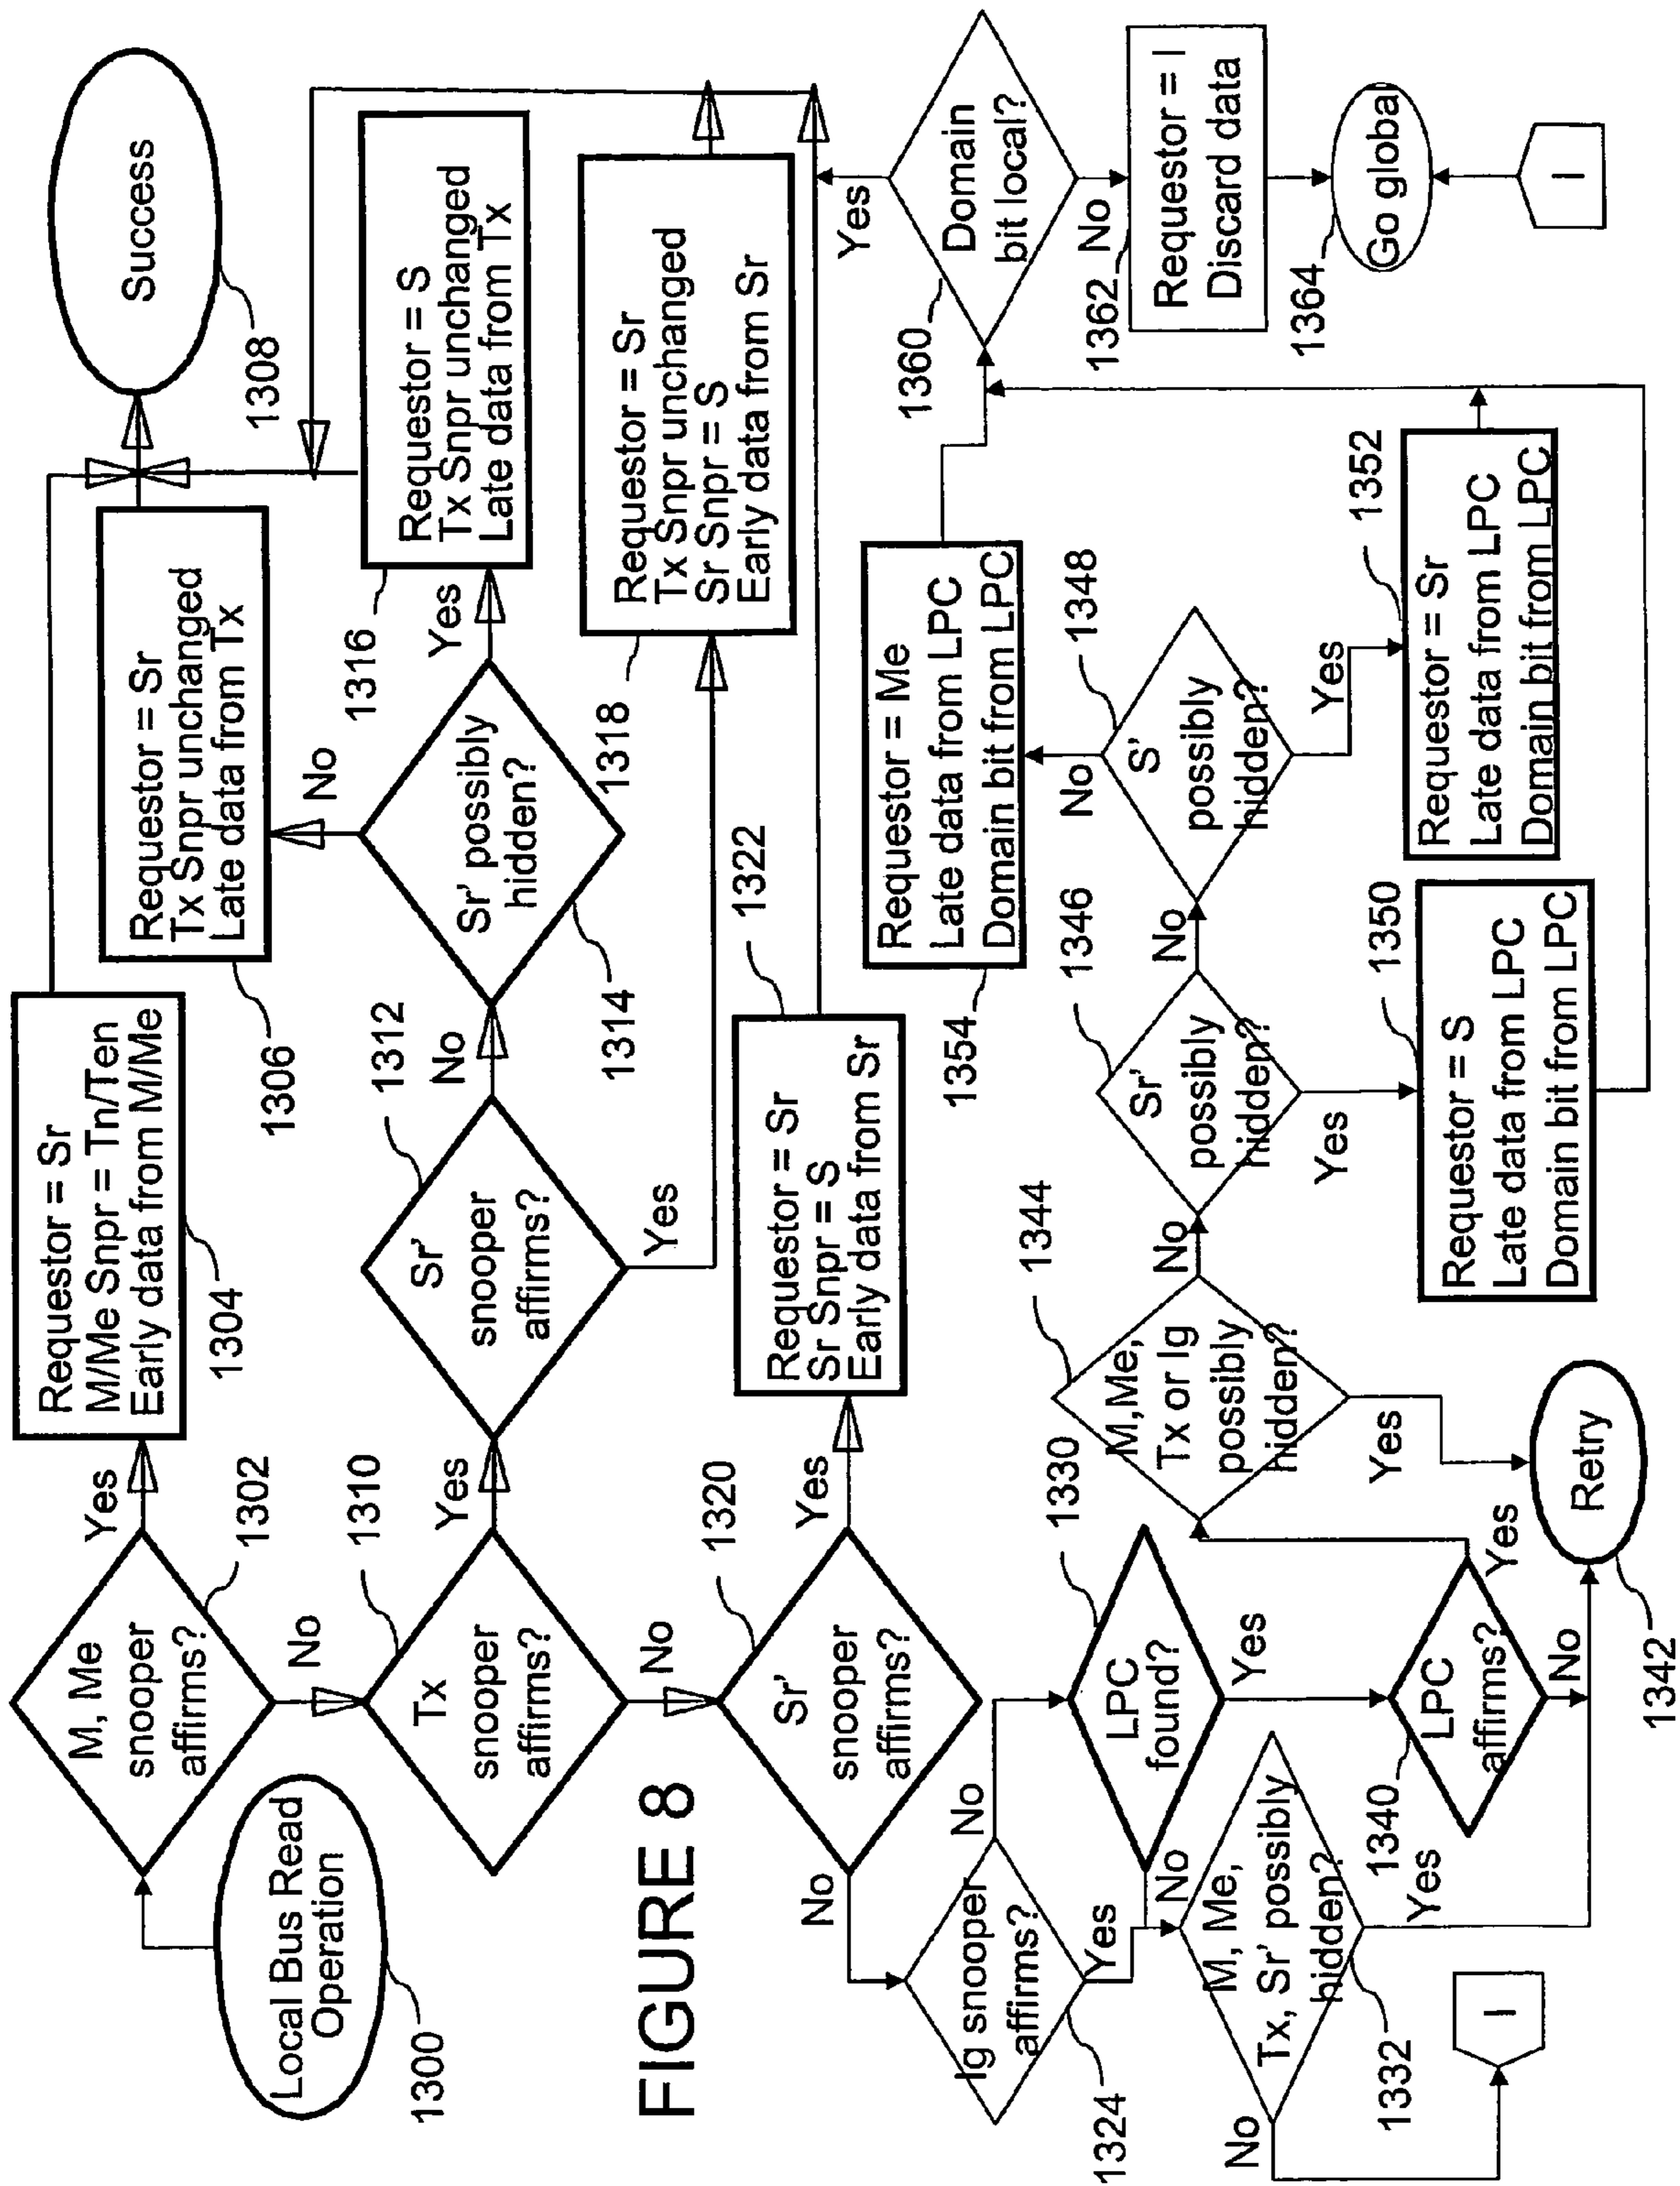 Local Bus Read
Operation
1300
M, Me
snooper
affirms?
1302
Yes
No
Requestor = Sr
M/Me Snpr = Tn/Ten
Early data from M/Me
1304
Requestor = Sr
Tx Snpr unchanged
Late data from Tx
1306
Success
1308
Tx
snooper
affirms?
1310
Yes
No
Sr'
snooper
affirms?
1312
No
Yes
Sr' possibly
hidden?
1314
No
Yes
Requestor = S
Tx Snpr unchanged
Late data from Tx
1316
Requestor = Sr
Tx Snpr unchanged
Sr Snpr = S
Early data from Sr
1318
Sr'
snooper
affirms?
1320
Yes
No
Requestor = Sr
Sr Snpr = S
Early data from Sr
1322
FIGURE 8
Ig snooper
affirms?
1324
No
Yes
LPC
found?
1330
No
Yes
M, Me,
Tx, Sr' possibly
hidden?
1332
No
Yes
I
LPC
affirms?
1340
Yes
No
Retry
1342
M,Me,
Tx or Ig
possibly
hidden?
1344
No
Yes
Sr'
possibly
hidden?
1346
No
Yes
S'
possibly
hidden?
1348
No
Yes
Requestor = S
Late data from LPC
Domain bit from LPC
1350
Requestor = Sr
Late data from LPC
Domain bit from LPC
1352
Requestor = Me
Late data from LPC
Domain bit from LPC
1354
Domain
bit local?
1360
Yes
No
Requestor = I
Discard data
1362
Go global
1364
I